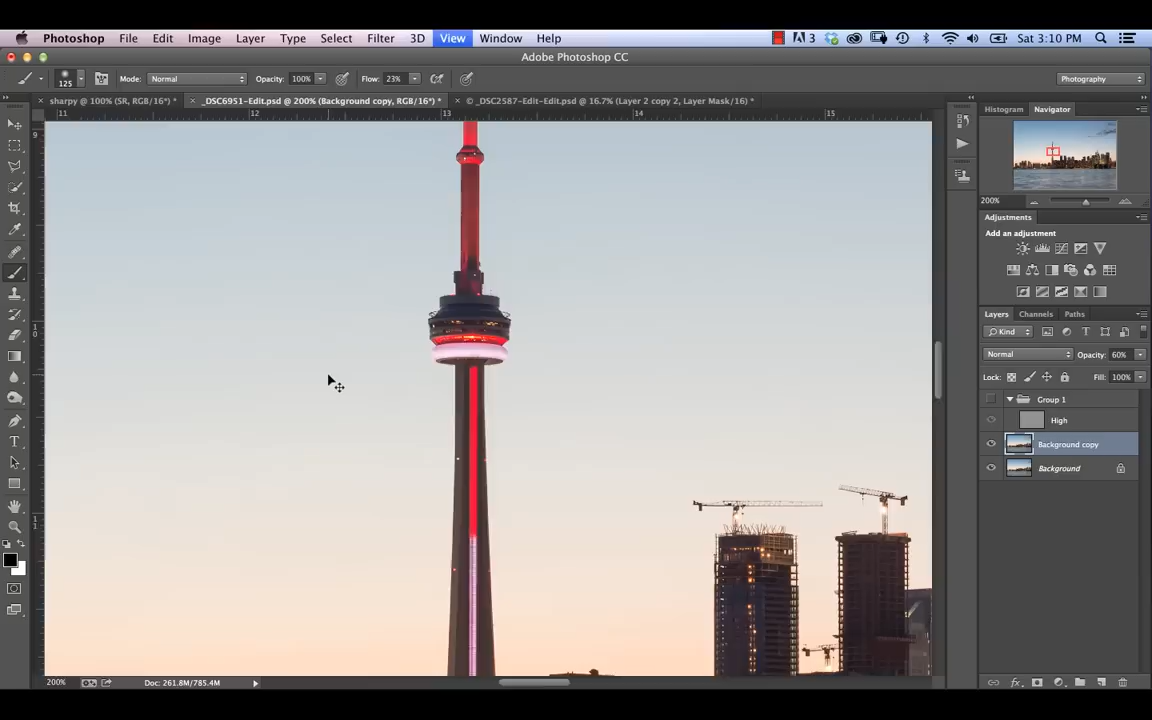 Photoshop File Edit Image Layer Type Select Filter 3D View Window Help 3 Sat 3:10 PM
Adobe Photoshop CC
125 Mode: Normal Opacity: 100% Flow: 23% Photography
× sharpy @ 100% (SR, RGB/16*) * × _DSC6951-Edit.psd @ 200% (Background copy, RGB/16*) * × © _DSC2587-Edit-Edit.psd @ 16.7% (Layer 2 copy 2, Layer Mask/16) *
Histogram Navigator
11 12 13 14 15
9
10
11
200%
Adjustments
Add an adjustment
Layers Channels Paths
Kind
Normal Opacity: 60%
Lock: Fill: 100%
Group 1
High
Background copy
Background
200% Doc: 261.8M/785.4M